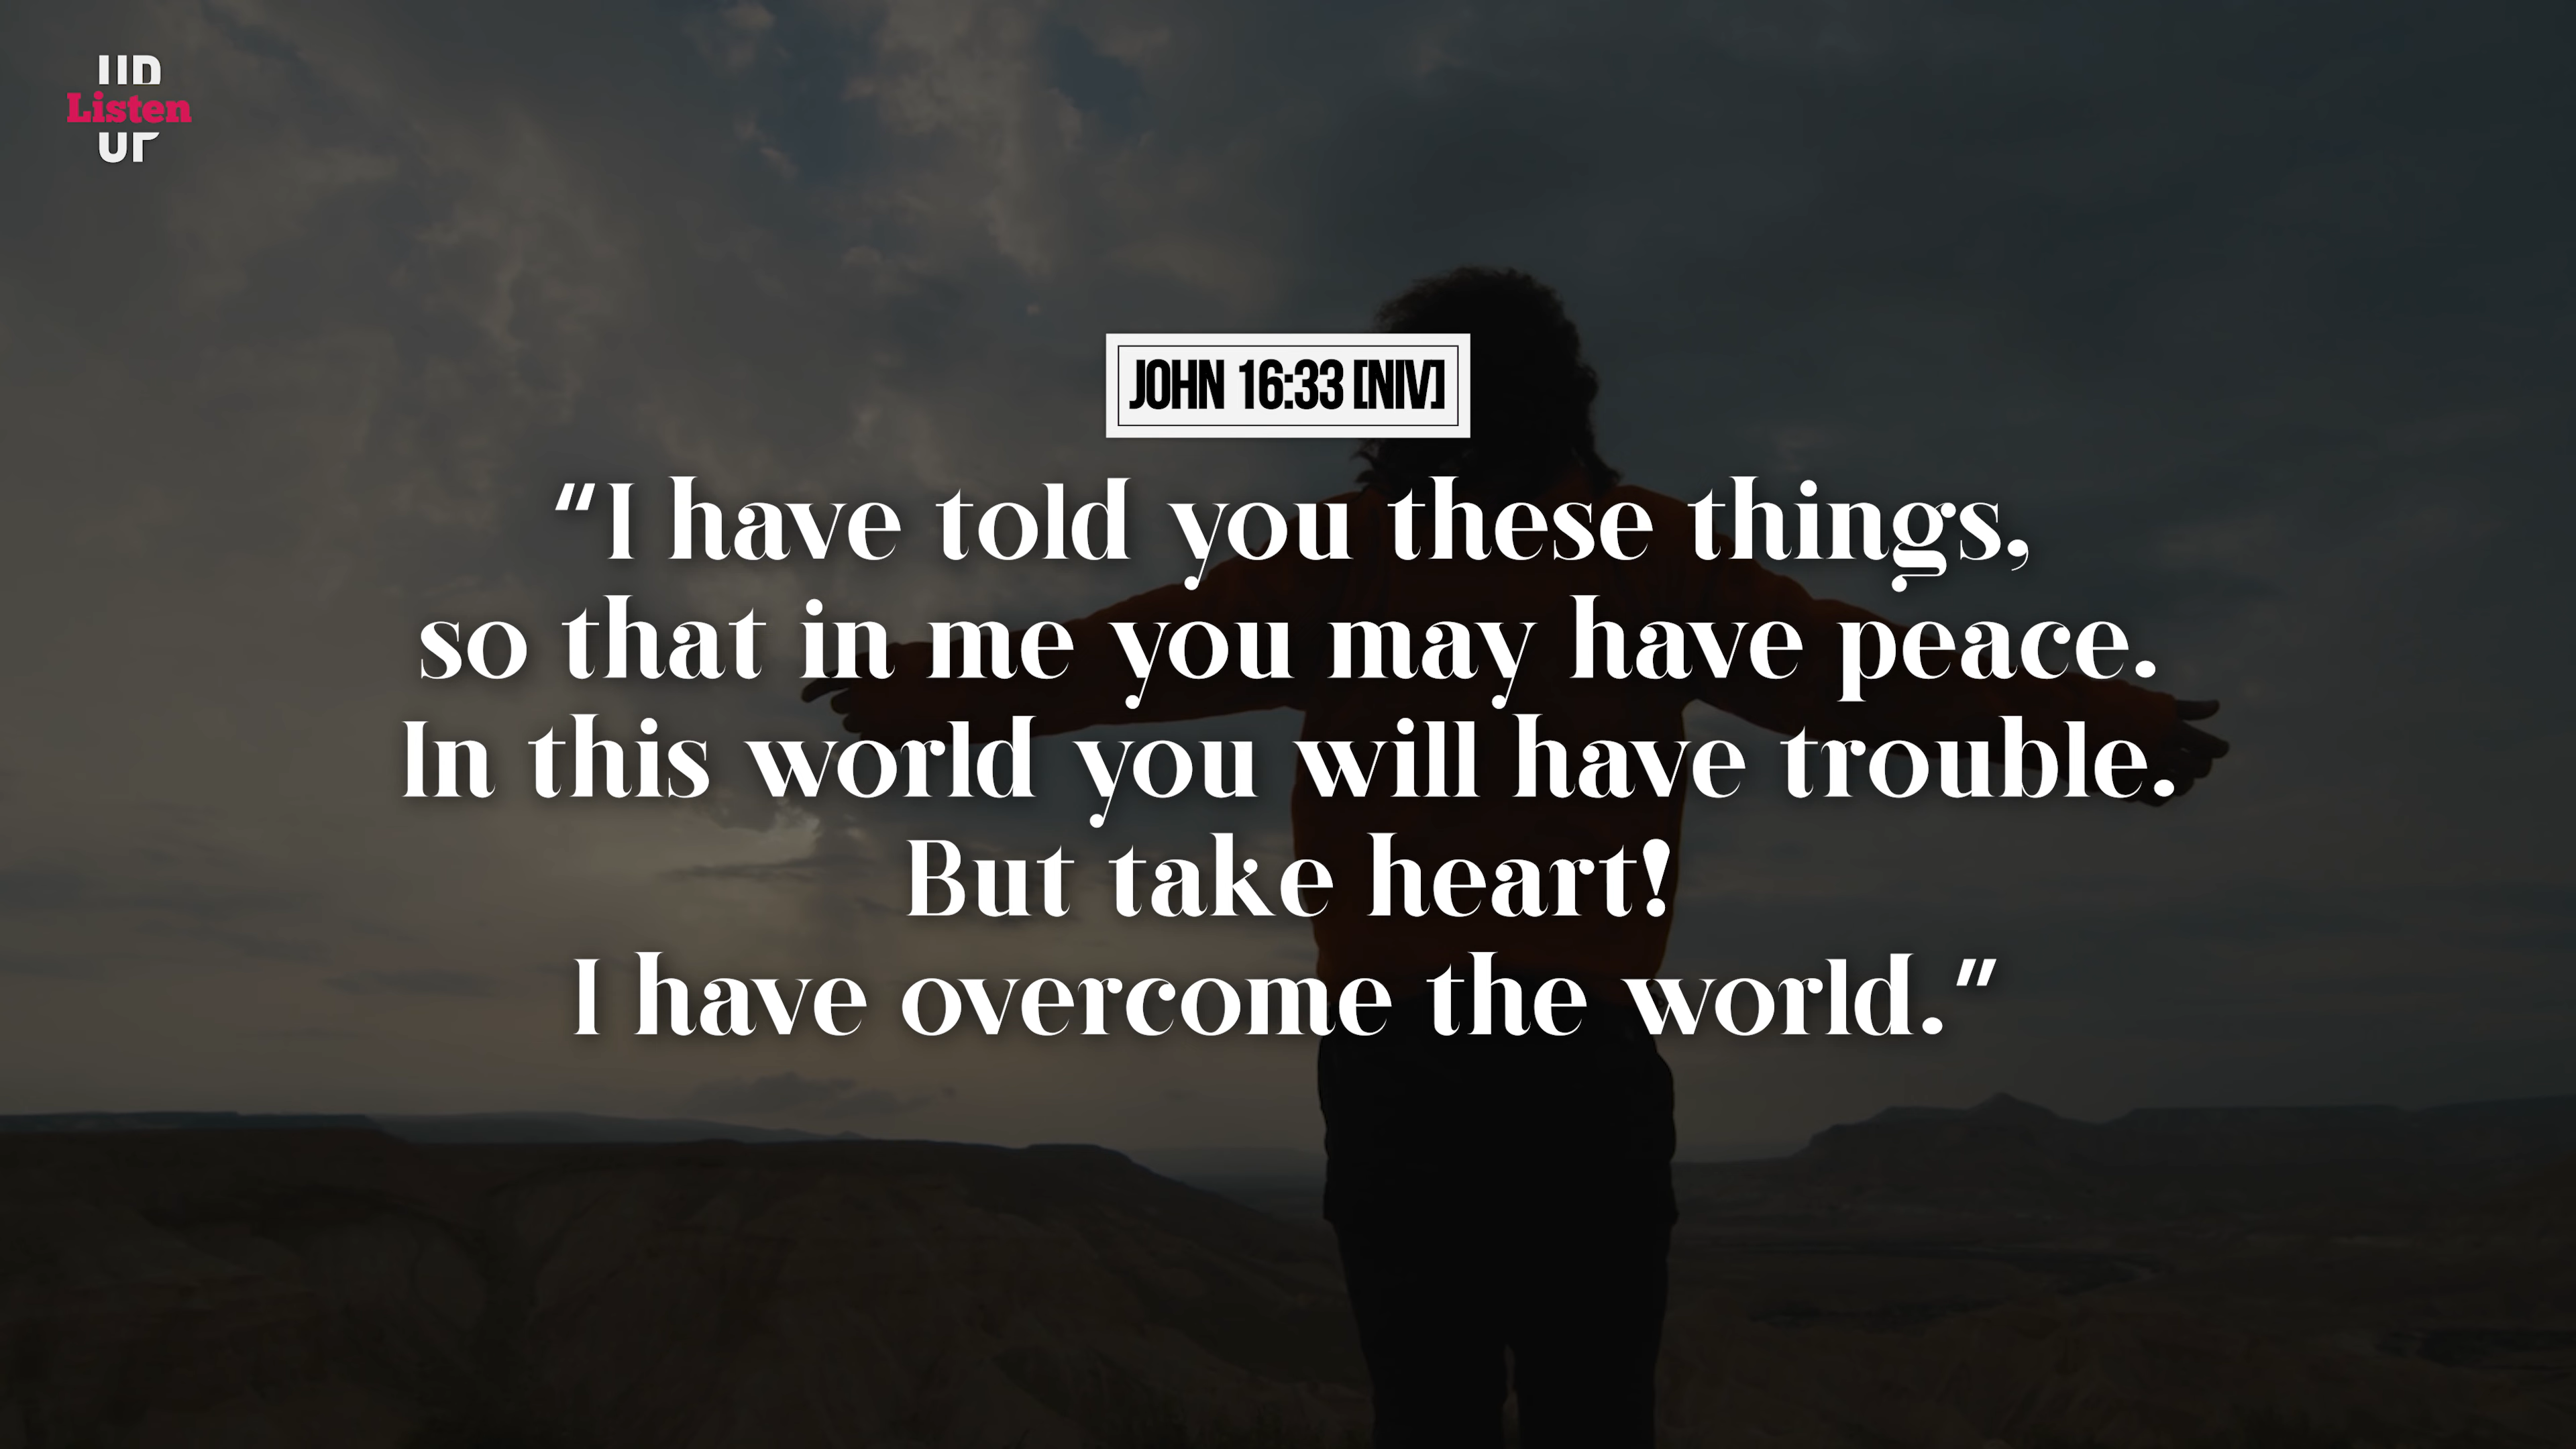 UP
Listen
UP
JOHN 16:33 [NIV]
“I have told you these things,
so that in me you may have peace.
In this world you will have trouble.
But take heart!
I have overcome the world.”